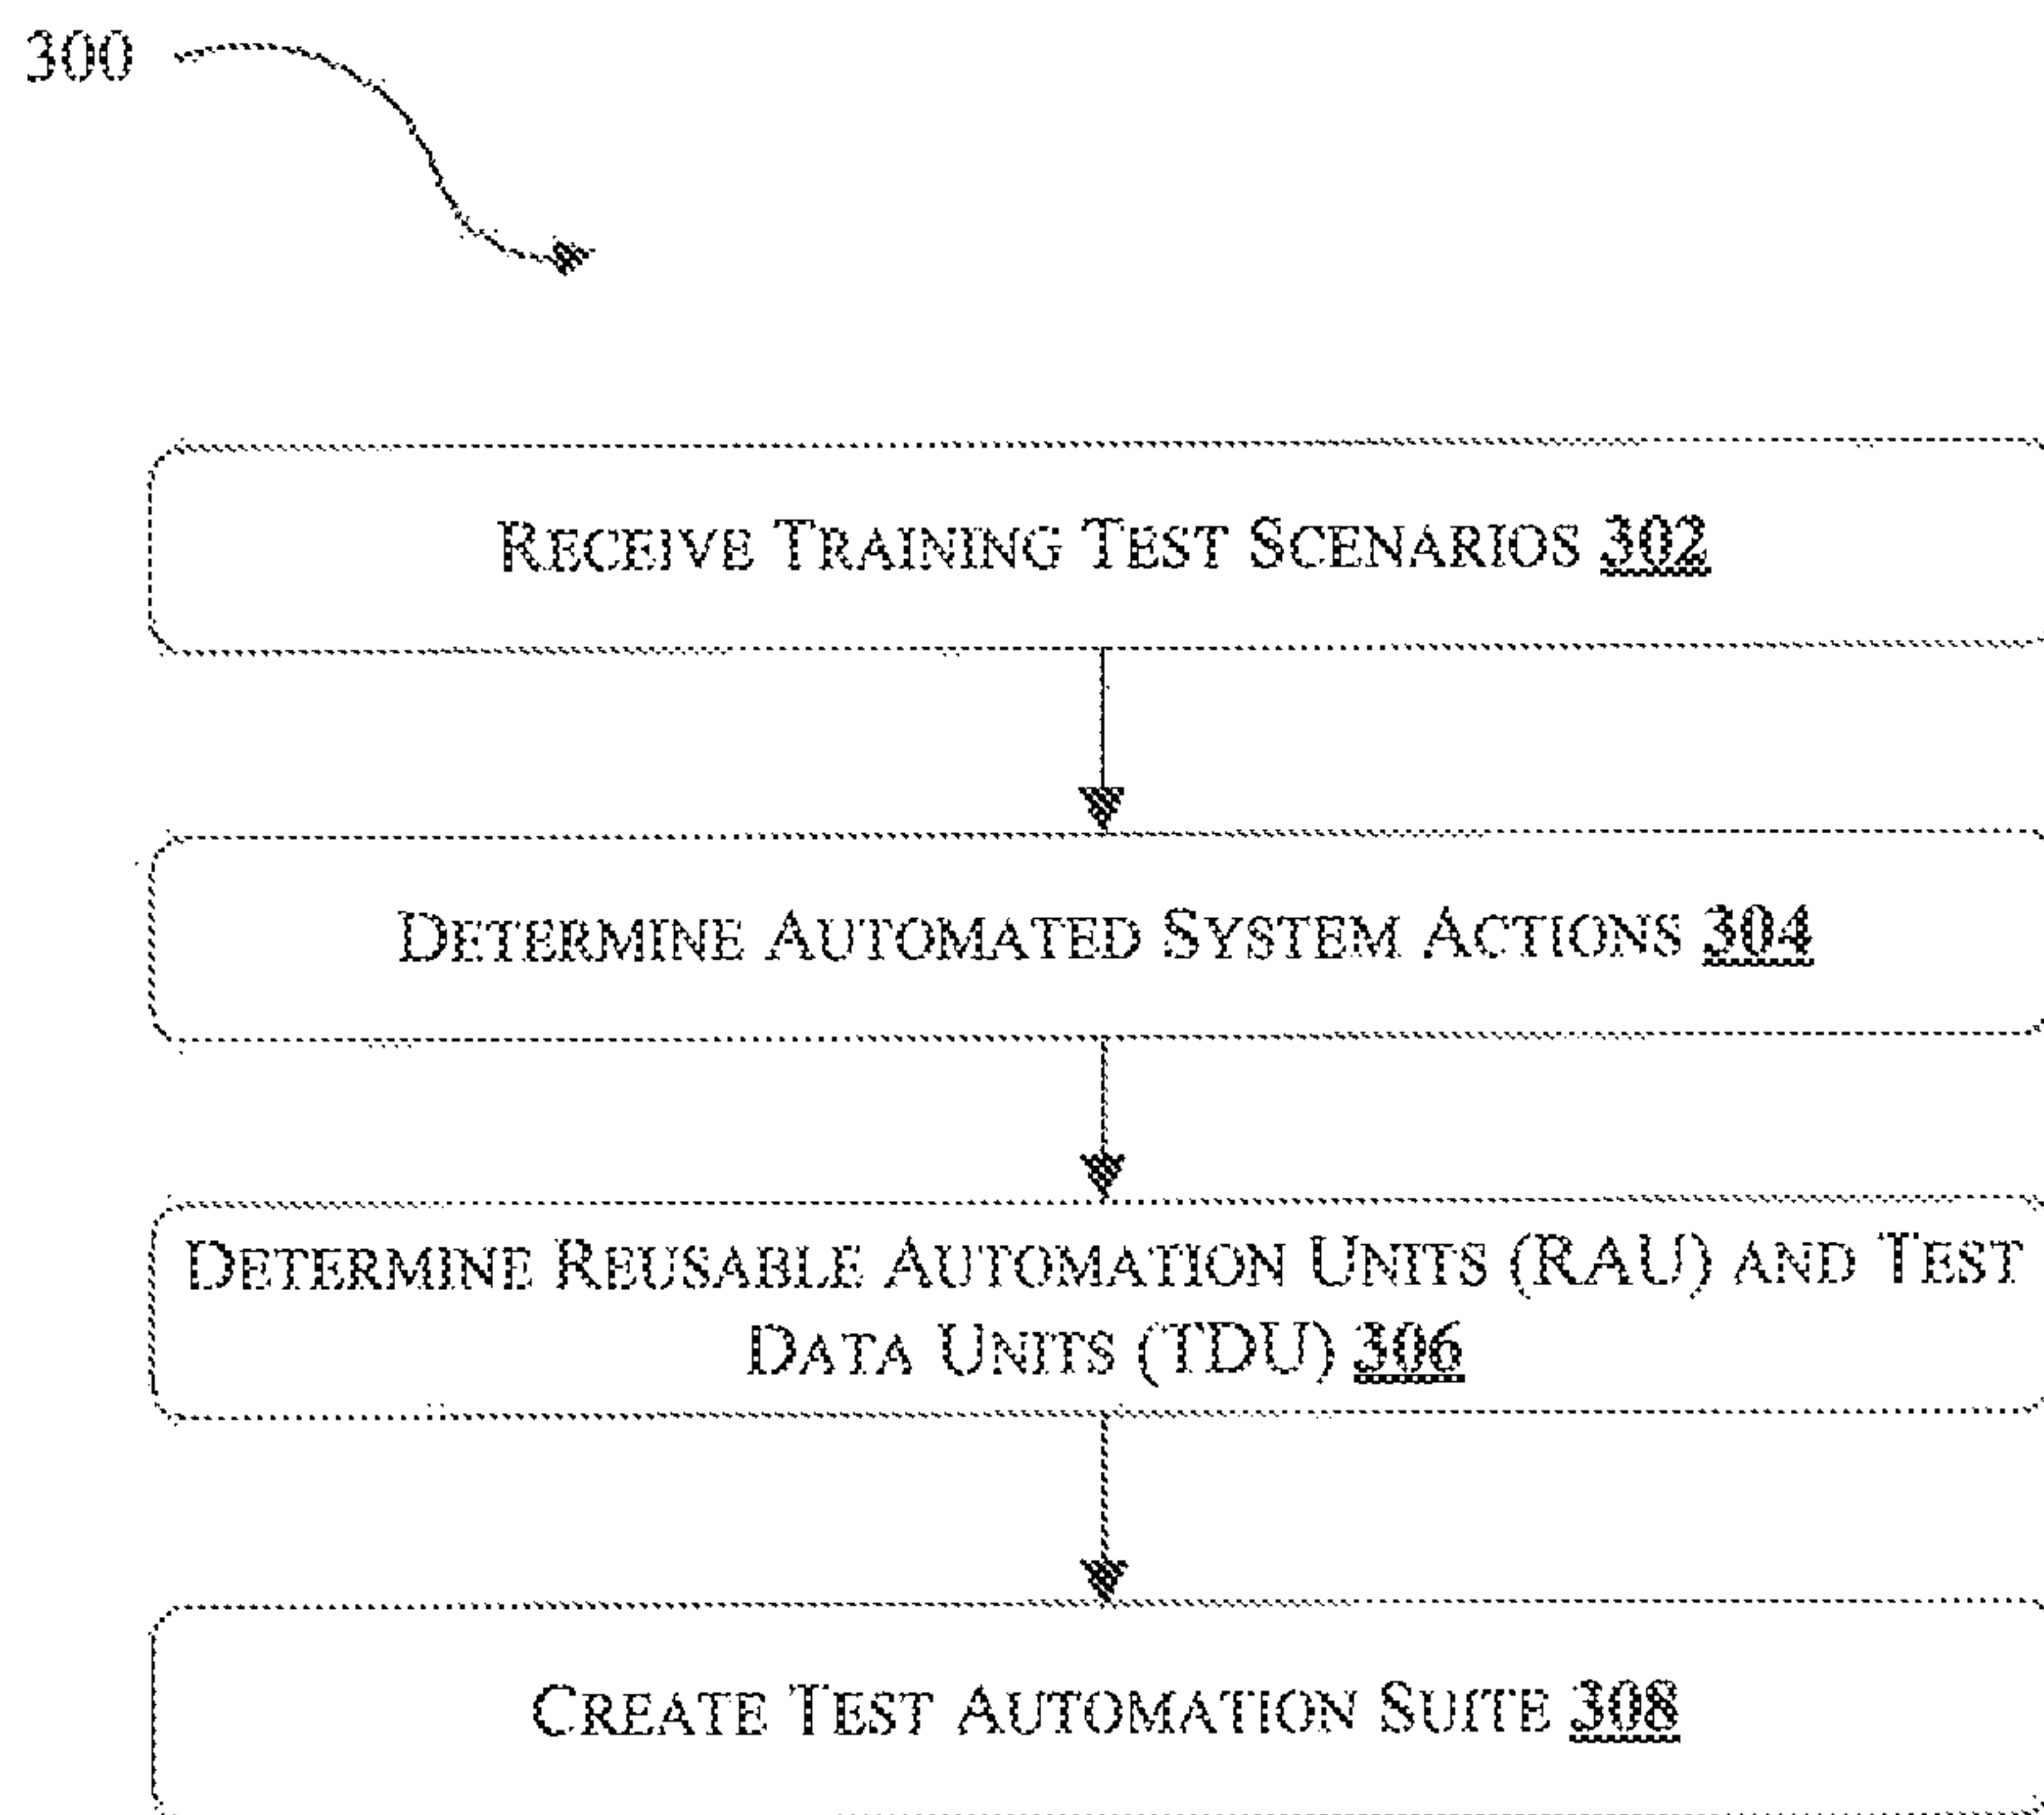 300
RECEIVE TRAINING TEST SCENARIOS 302
DETERMINE AUTOMATED SYSTEM ACTIONS 304
DETERMINE REUSABLE AUTOMATION UNITS (RAU) AND TEST
DATA UNITS (TDU) 306
CREATE TEST AUTOMATION SUITE 308